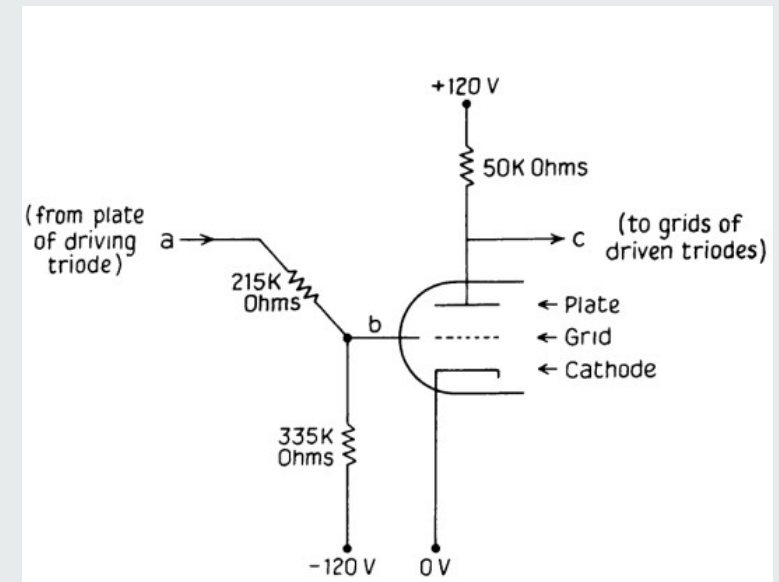 +120 V
50K Ohms
(from plate
of driving
triode)
a
c
(to grids of
driven triodes)
215K
Ohms
b
← Plate
← Grid
← Cathode
335K
Ohms
-120 V
0V